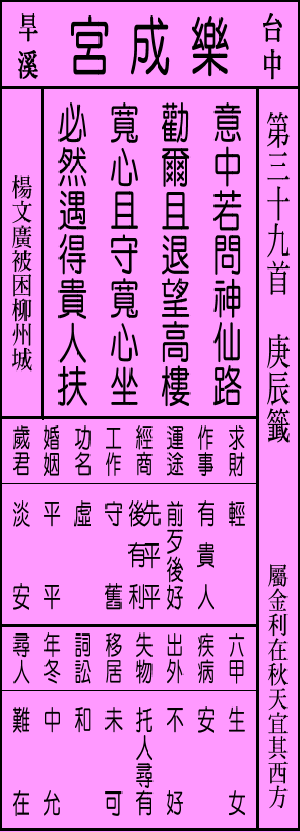 台中
樂成宮
旱溪
第三十九首 庚辰籤 屬金利在秋天宜其西方
意中若問神仙路
勸爾且退望高樓
寬心且守寬心坐
必然遇得貴人扶
楊文廣被困柳州城
求財 輕
作事 有貴人
運途 前歹後好
經商 先平平後有利
工作 守舊
功名 虛
婚姻 平平
歲君 淡安
六甲 生女
疾病 安
出外 不好
失物 托人尋有
移居 未可
詞訟 和
年冬 中允
尋人 難在